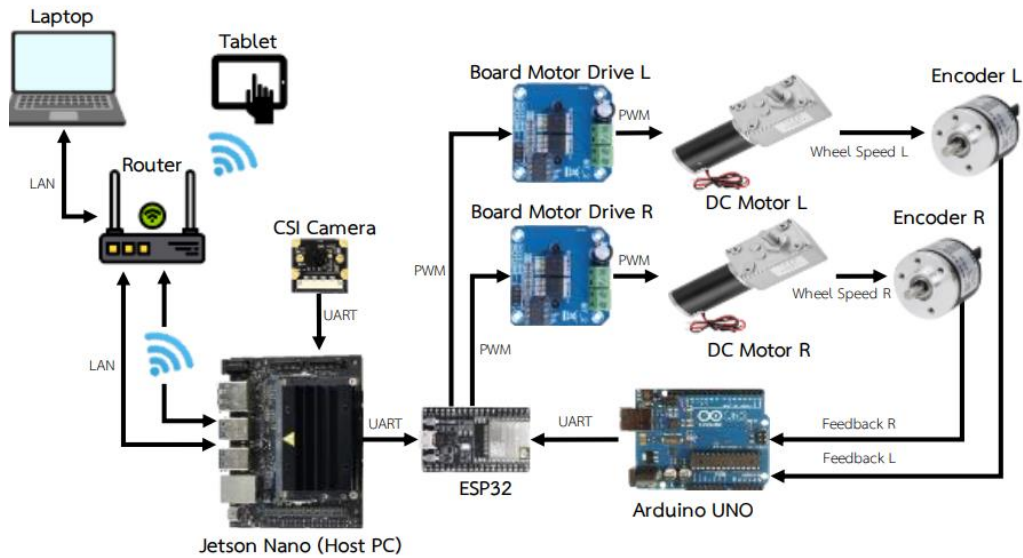 Laptop
Tablet
Board Motor Drive L
Encoder L
PWM
Wheel Speed L
LAN
Router
DC Motor L
Board Motor Drive R
Encoder R
CSI Camera
PWM
PWM
Wheel Speed R
UART
DC Motor R
PWM
LAN
UART
UART
Feedback R
Feedback L
ESP32
Arduino UNO
Jetson Nano (Host PC)